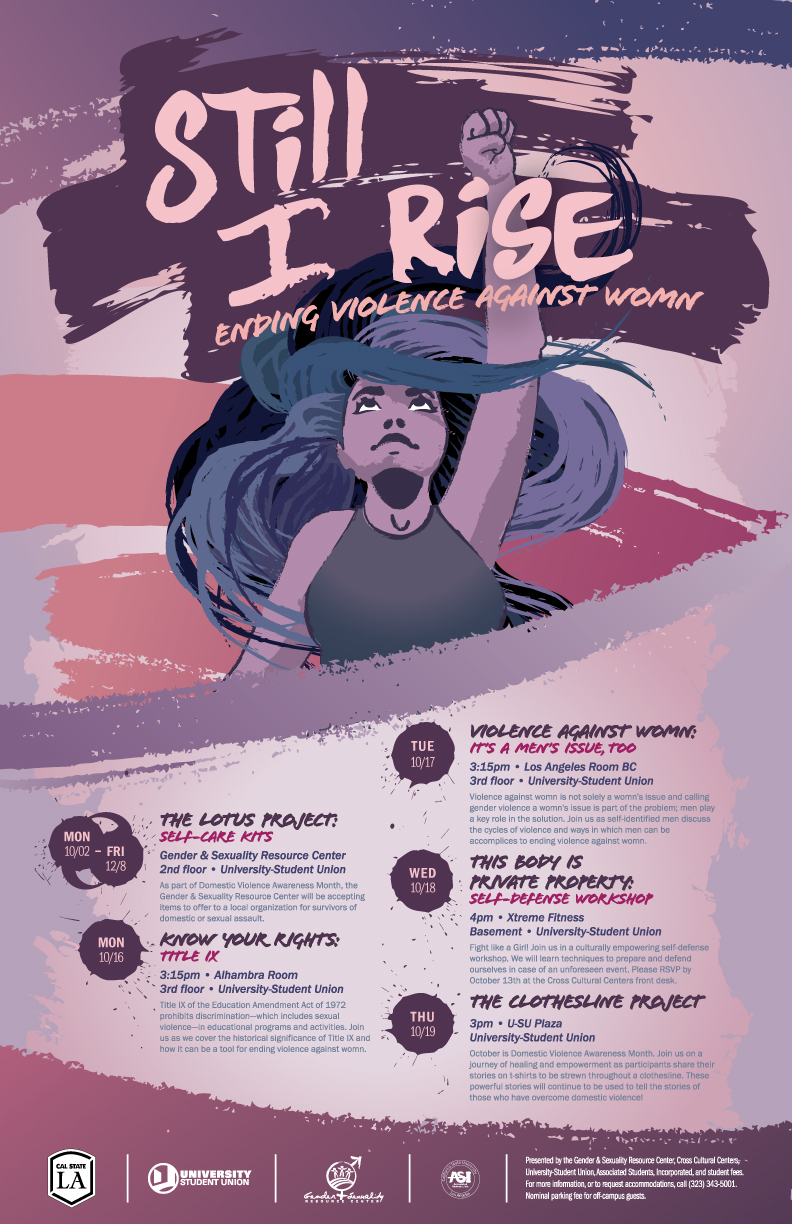 Still
I Rise
ENDING VIOLENCE AGAINST WOMN
MON
10/02 – FRI
12/8
THE LOTUS PROJECT:
SELF-CARE KITS
Gender & Sexuality Resource Center
2nd floor • University-Student Union
As part of Domestic Violence Awareness Month, the
Gender & Sexuality Resource Center will be accepting
items to offer to a local organization for survivors of
domestic or sexual assault.
MON
10/16
KNOW YOUR RIGHTS:
TITLE IX
3:15pm • Alhambra Room
3rd floor • University-Student Union
Title IX of the Education Amendment Act of 1972
prohibits discrimination—which includes sexual
violence—in educational programs and activities. Join
us as we cover the historical significance of Title IX and
how it can be a tool for ending violence against womn.
TUE
10/17
VIOLENCE AGAINST WOMN:
IT'S A MEN'S ISSUE, TOO
3:15pm • Los Angeles Room BC
3rd floor • University-Student Union
Violence against womn is not solely a womn's issue and calling
gender violence a womn's issue is part of the problem; men play
a key role in the solution. Join us as self-identified men discuss
the cycles of violence and ways in which men can be
accomplices to ending violence against womn.
WED
10/18
THIS BODY IS
PRIVATE PROPERTY:
SELF-DEFENSE WORKSHOP
4pm • Xtreme Fitness
Basement • University-Student Union
Fight like a Girl! Join us in a culturally empowering self-defense
workshop. We will learn techniques to prepare and defend
ourselves in case of an unforeseen event. Please RSVP by
October 13th at the Cross Cultural Centers front desk.
THU
10/19
THE CLOTHESLINE PROJECT
3pm • U-SU Plaza
University-Student Union
October is Domestic Violence Awareness Month. Join us on a
journey of healing and empowerment as participants share their
stories on t-shirts to be strewn throughout a clothesline. These
powerful stories will continue to be used to tell the stories of
those who have overcome domestic violence!
CAL STATE
LA
UNIVERSITY
STUDENT UNION
Gender Sexuality
RESOURCE CENTER
ASI
Presented by the Gender & Sexuality Resource Center, Cross Cultural Centers,
University-Student Union, Associated Students, Incorporated, and student fees.
For more information, or to request accommodations, call (323) 343-5001.
Nominal parking fee for off-campus guests.